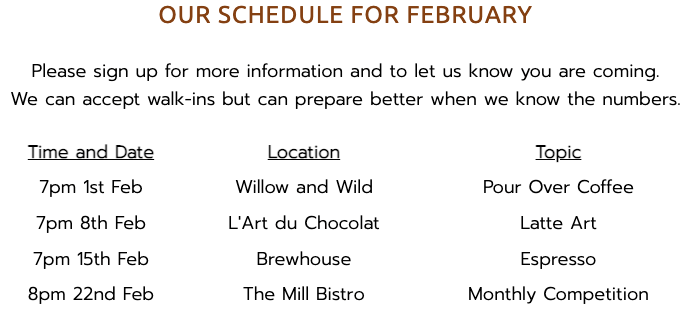 OUR SCHEDULE FOR FEBRUARY
Please sign up for more information and to let us know you are coming.
We can accept walk-ins but can prepare better when we know the numbers.
Time and Date Location Topic
7pm 1st Feb Willow and Wild Pour Over Coffee
7pm 8th Feb L'Art du Chocolat Latte Art
7pm 15th Feb Brewhouse Espresso
8pm 22nd Feb The Mill Bistro Monthly Competition